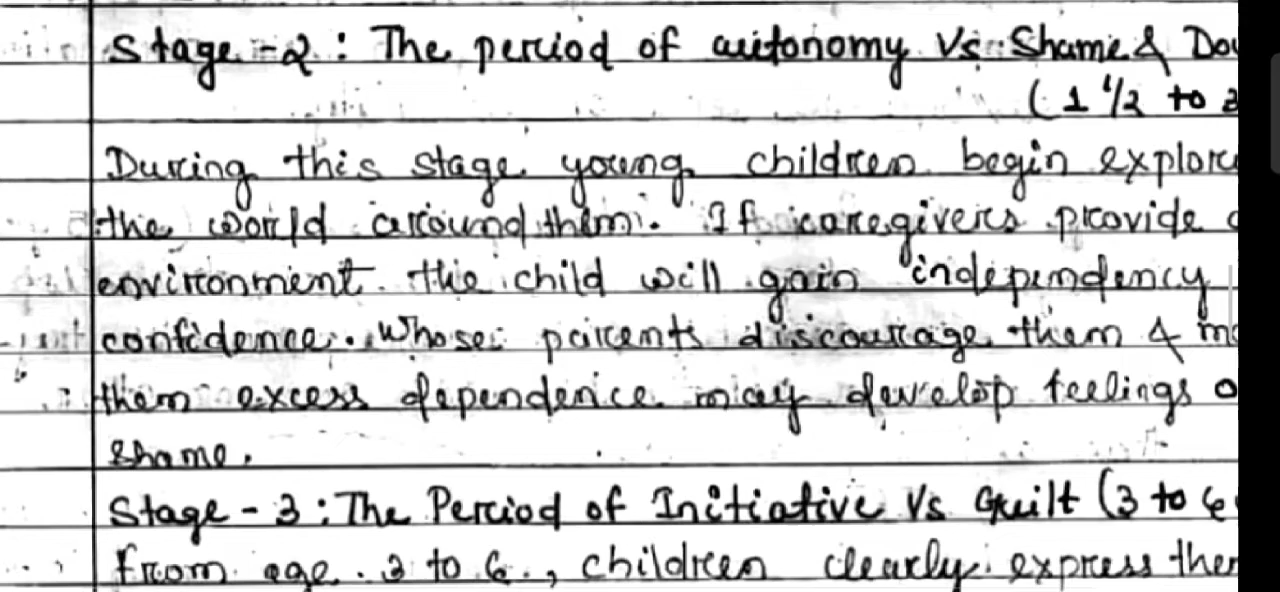 Stage - 2 : The period of autonomy Vs Shame & Dou
( 1 1/2 to 3
During this stage young children begin explor
the world around them. If caregivers provide
environment the child will gain independency
confidence. Whose parents discourage them & ma
them excess dependence may develop feelings o
shame.
Stage - 3 : The Period of Initiative Vs Guilt (3 to 6
From age 3 to 6, children clearly express the